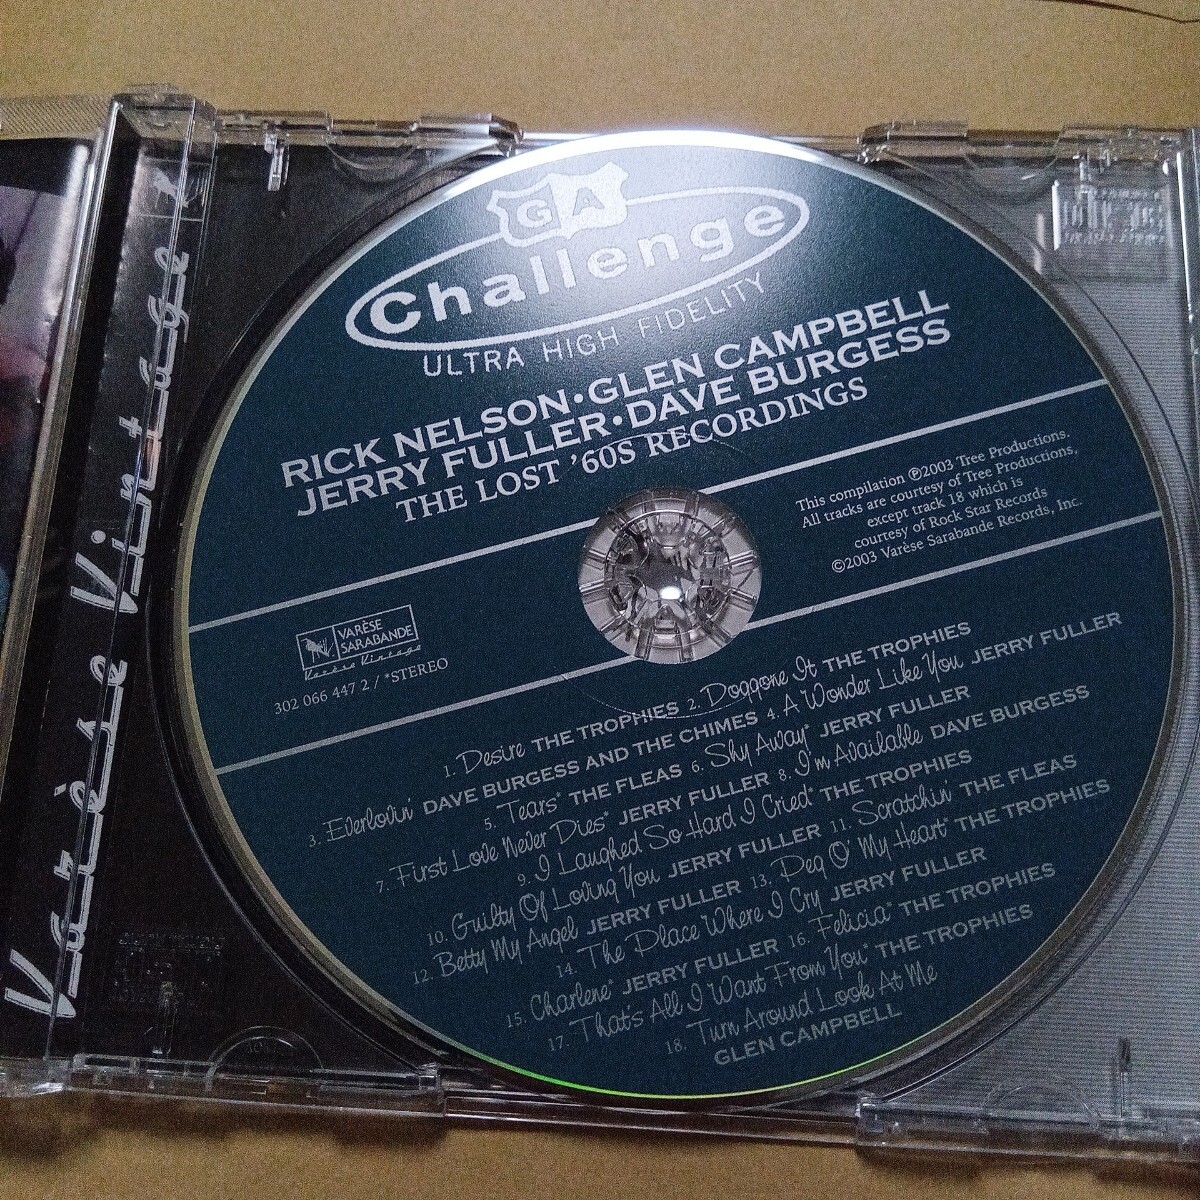 Varèse Vintage
GA
Challenge
ULTRA HIGH FIDELITY
RICK NELSON•GLEN CAMPBELL
JERRY FULLER•DAVE BURGESS
THE LOST '60S RECORDINGS
This compilation ℗2003 Tree Productions.
All tracks are courtesy of Tree Productions,
except track 18 which is
courtesy of Rock Star Records
©2003 Varèse Sarabande Records, Inc.
VARÈSE
SARABANDE
Varèse Vintage
302 066 447 2 / *STEREO
1. Desire THE TROPHIES 2. Doggone It THE TROPHIES
3. Everlovin' DAVE BURGESS AND THE CHIMES 4. A Wonder Like You JERRY FULLER
5. Tears* THE FLEAS 6. Shy Away* JERRY FULLER
7. First Love Never Dies* JERRY FULLER 8. I'm Available DAVE BURGESS
9. I Laughed So Hard I Cried* THE TROPHIES
10. Guilty Of Loving You JERRY FULLER 11. Scratchin' THE FLEAS
12. Betty My Angel JERRY FULLER 13. Peg O' My Heart* THE TROPHIES
14. The Place Where I Cry JERRY FULLER
15. Charlene* JERRY FULLER 16. Felicia* THE TROPHIES
17. That's All I Want From You* THE TROPHIES
18. Turn Around Look At Me
GLEN CAMPBELL